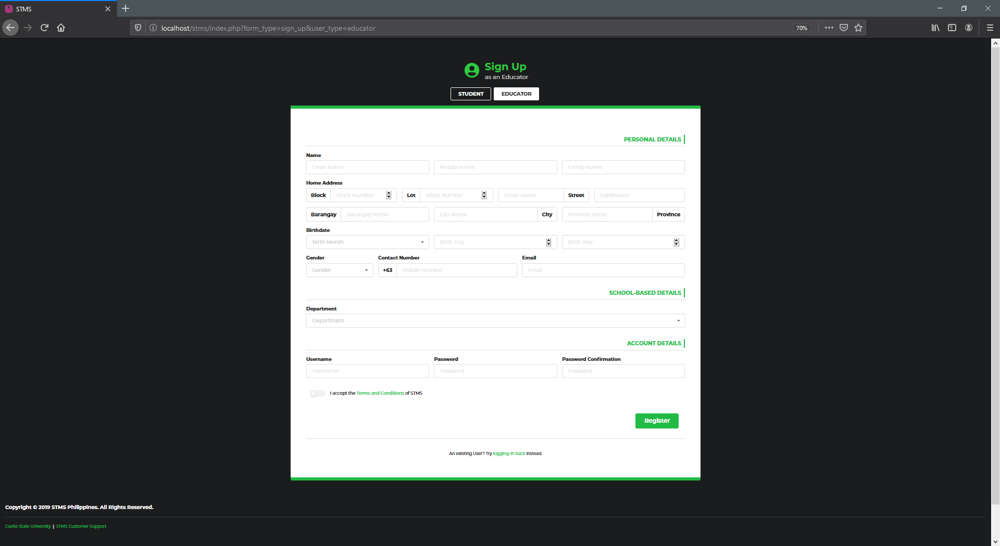 STMS
localhost/stms/index.php?form_type=sign_up&user_type=educator
70%
Sign Up
as an Educator
STUDENT EDUCATOR
PERSONAL DETAILS
Name
Given Name Middle Name Family Name
Home Address
Block Block Number Lot Block Number Street Name Street Subdivision
Barangay Barangay Name City Name City Province Name Province
Birthdate
Birth Month Birth Day Birth Year
Gender Contact Number Email
Gender +63 Mobile Number Email
SCHOOL-BASED DETAILS
Department
Department
ACCOUNT DETAILS
Username Password Password Confirmation
Username Password Password
I accept the Terms and Conditions of STMS
Register
An existing User? Try logging-in back instead.
Copyright © 2019 STMS Philippines. All Rights Reserved.
Cavite State University | STMS Customer Support